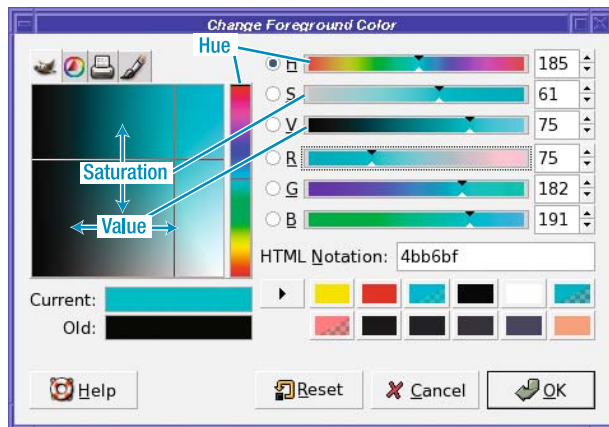 Change Foreground Color
Hue
H 185
S 61
V 75
R 75
G 182
B 191
Saturation
Value
HTML Notation: 4bb6bf
Current:
Old:
Help
Reset
Cancel
OK